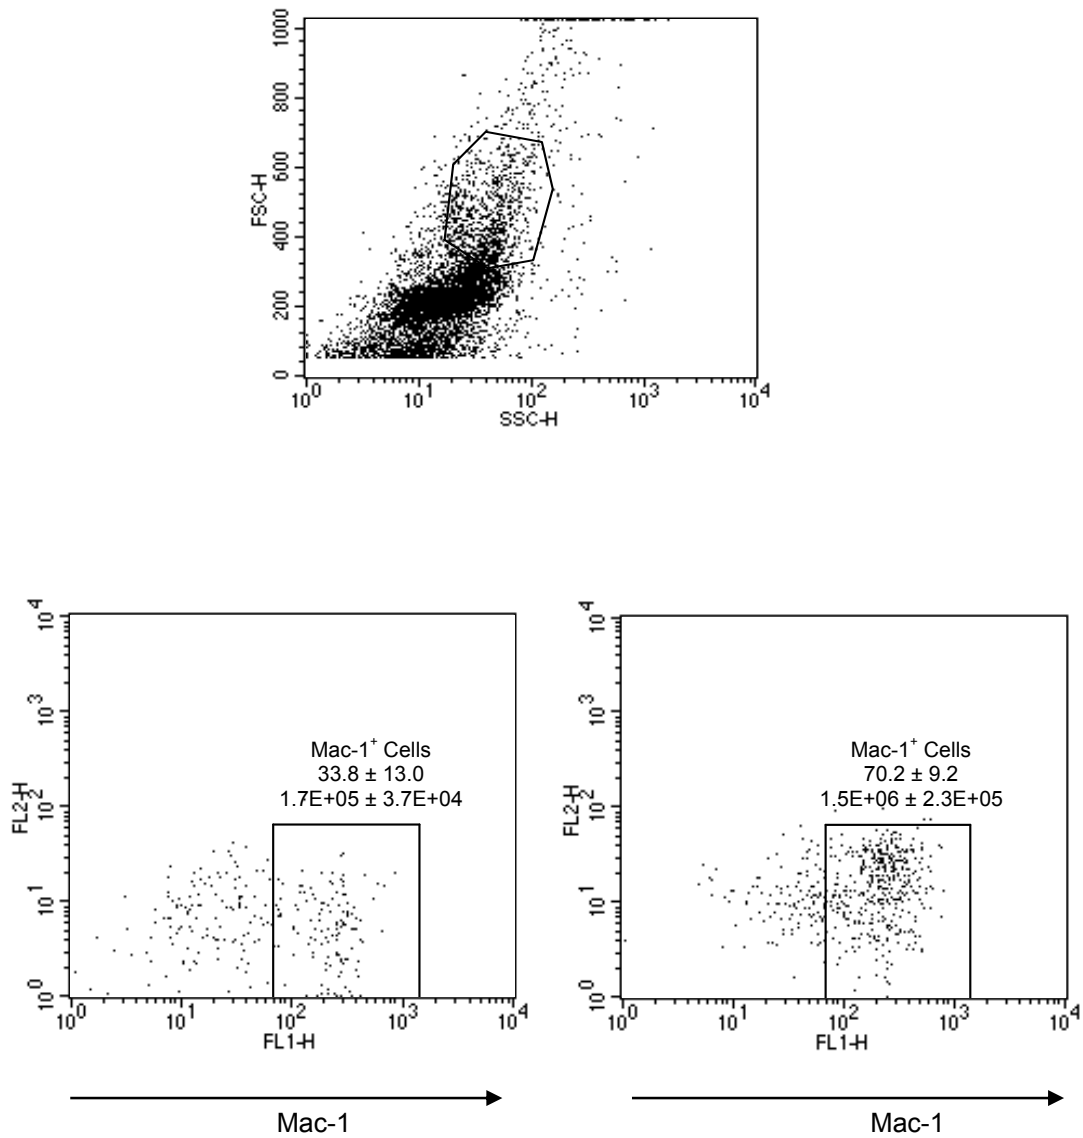 1000
800
600
400
200
0
FSC-H
10^0 10^1 10^2 10^3 10^4
SSC-H
10^4
10^3
10^2
10^1
10^0
FL2-H
Mac-1+ Cells
33.8 ± 13.0
1.7E+05 ± 3.7E+04
10^0 10^1 10^2 10^3 10^4
FL1-H
Mac-1
10^4
10^3
10^2
10^1
10^0
FL2-H
Mac-1+ Cells
70.2 ± 9.2
1.5E+06 ± 2.3E+05
10^0 10^1 10^2 10^3 10^4
FL1-H
Mac-1